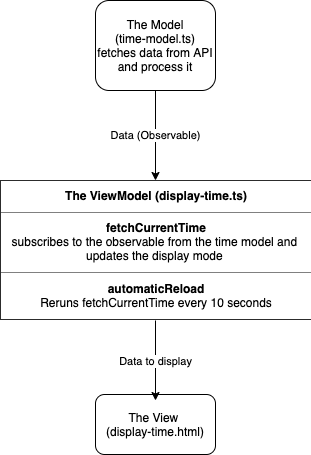 The Model
(time-model.ts)
fetches data from API
and process it
Data (Observable)
The ViewModel (display-time.ts)
fetchCurrentTime
subscribes to the observable from the time model and
updates the display mode
automaticReload
Reruns fetchCurrentTime every 10 seconds
Data to display
The View
(display-time.html)